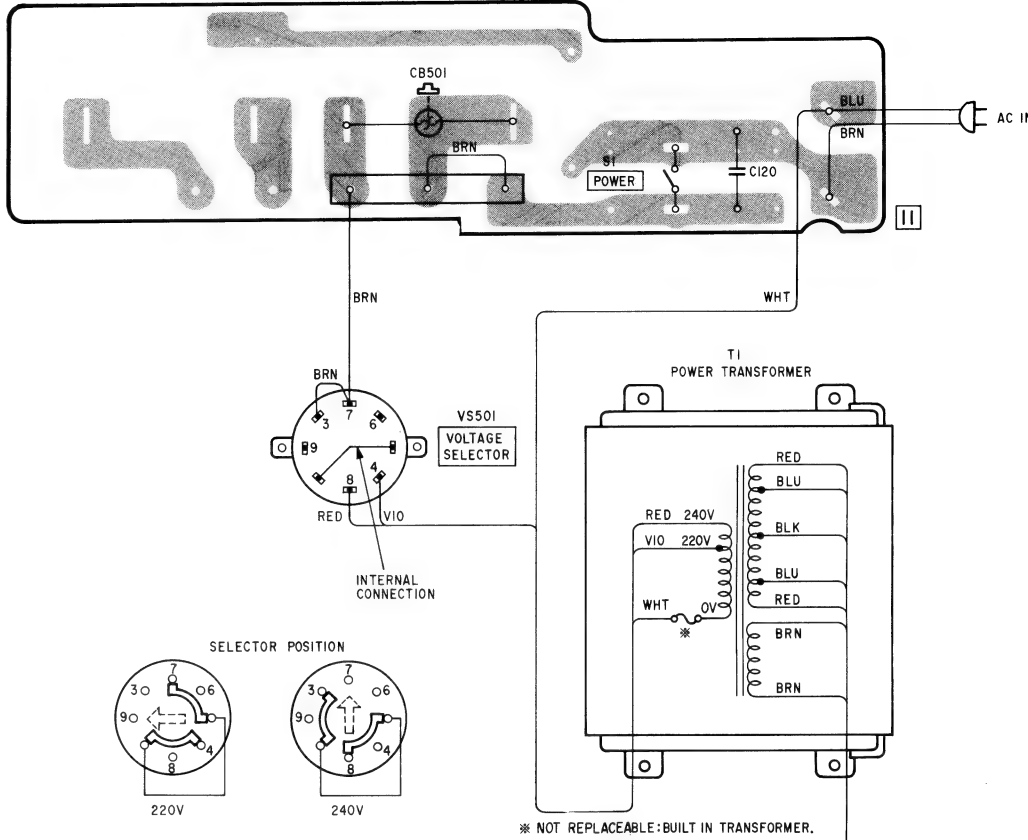 CB501
BLU
AC IN
BRN
BRN
S1
POWER
C120
11
BRN
WHT
T1
POWER TRANSFORMER
BRN
7
3
6
VS501
VOLTAGE
SELECTOR
9
4
8
RED
VIO
RED
BLU
RED 240V
VIO 220V
BLK
BLU
INTERNAL
CONNECTION
WHT
0V
RED
※
BRN
SELECTOR POSITION
7
3
6
9
4
8
7
3
6
9
4
8
BRN
220V
240V
※ NOT REPLACEABLE: BUILT IN TRANSFORMER.